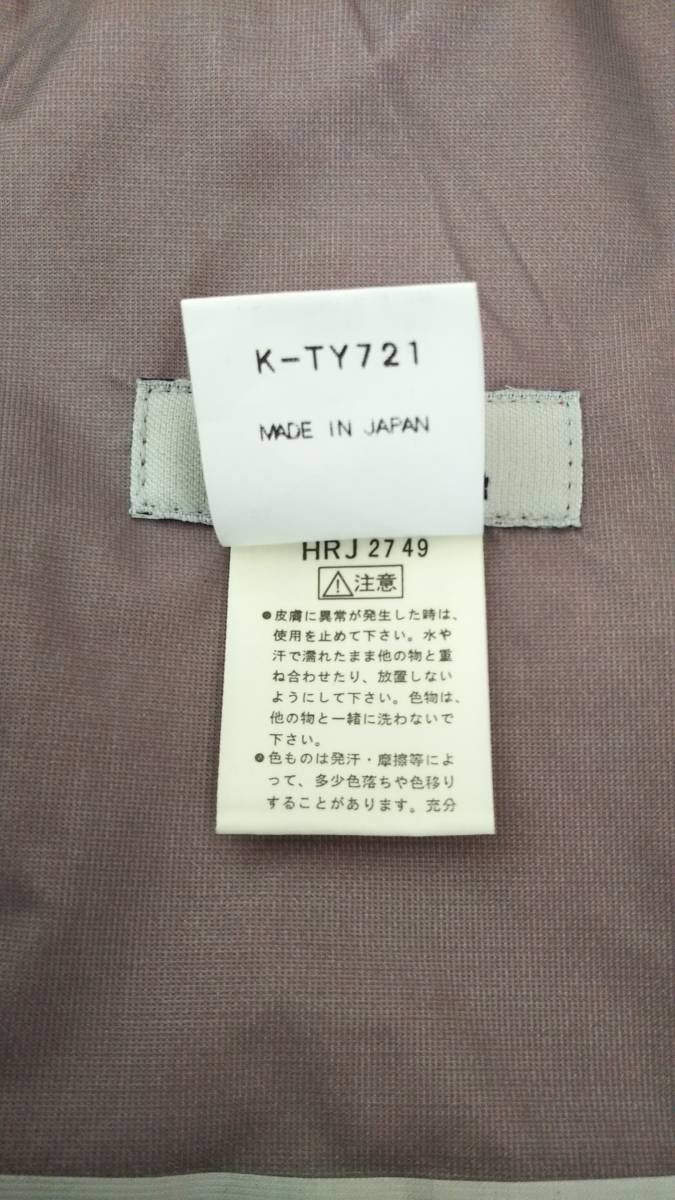 K-TY721
MADE IN JAPAN
HRJ 27 49
⚠注意
●皮膚に異常が発生した時は、
使用を止めて下さい。水や
汗で濡れたまま他の物と重
ね合わせたり、放置しない
ようにして下さい。色物は、
他の物と一緒に洗わないで
下さい。
●色ものは発汗・摩擦等によ
って、多少色落ちや色移り
することがあります。充分